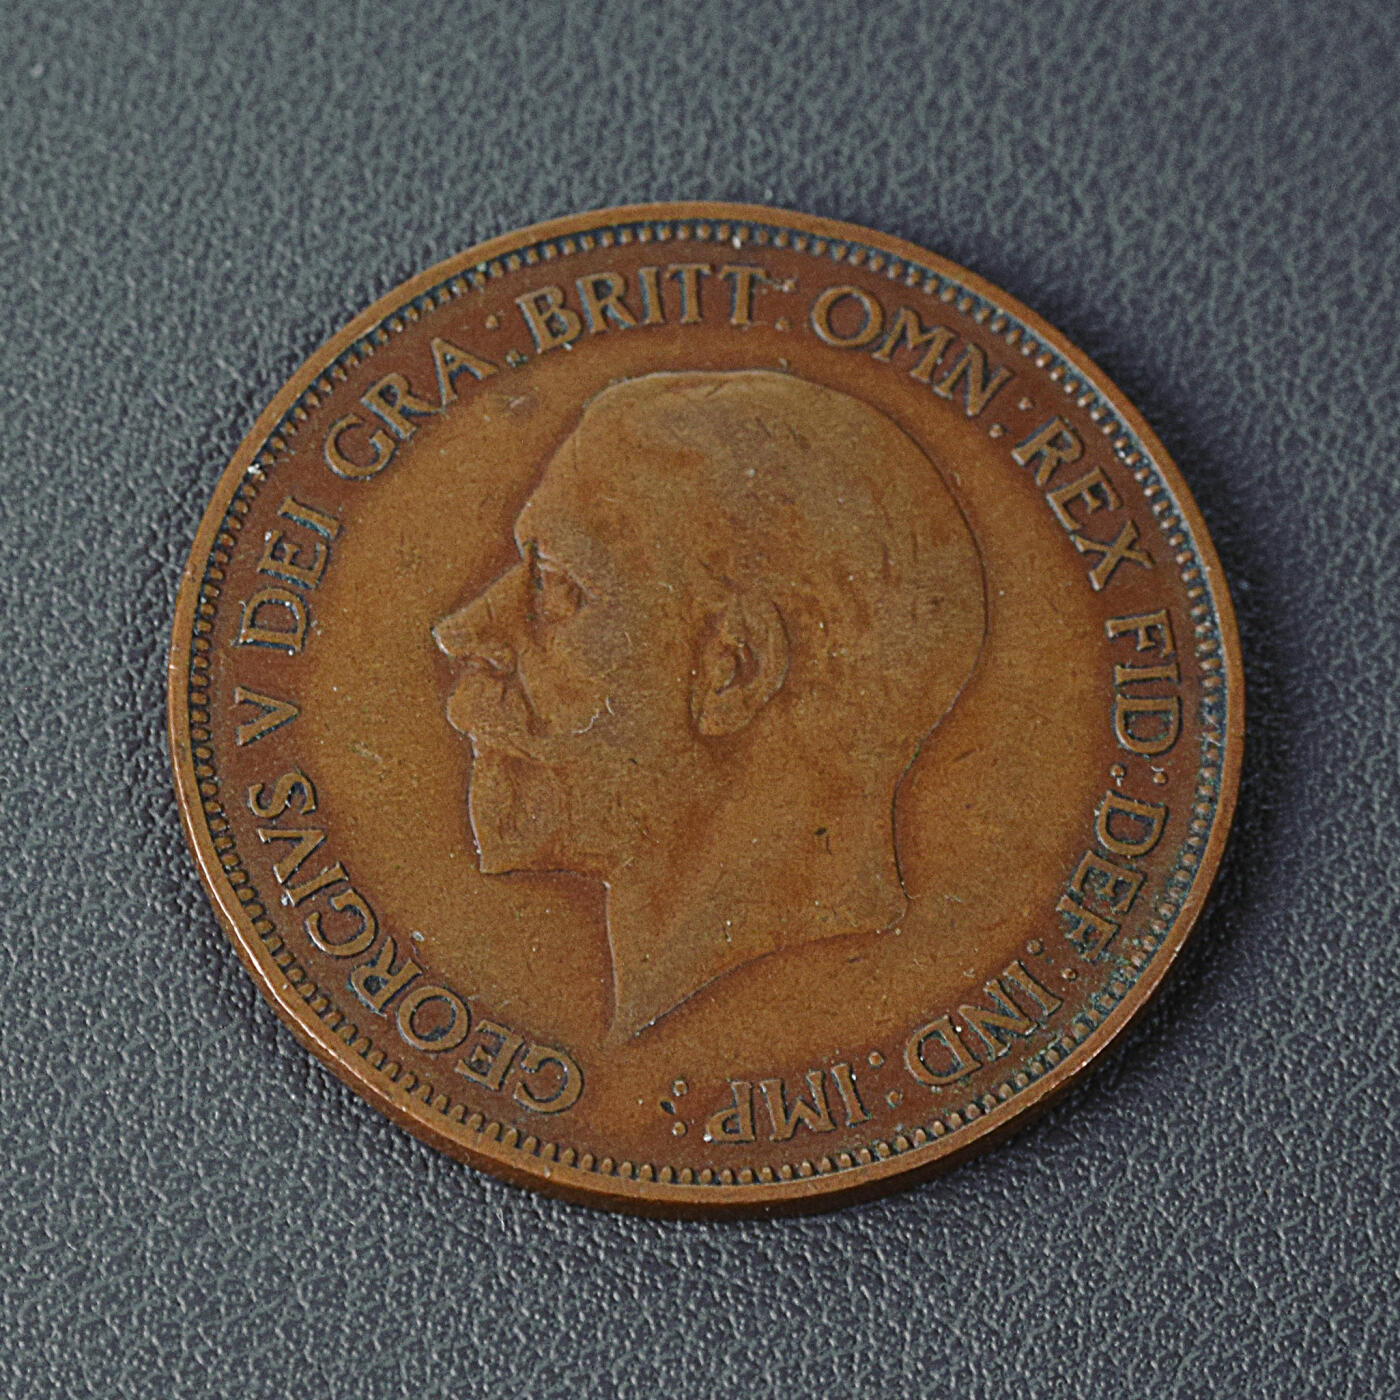 GEORGIVS V DEI GRA: BRITT: OMN: REX FID: DEF: IND: IMP: